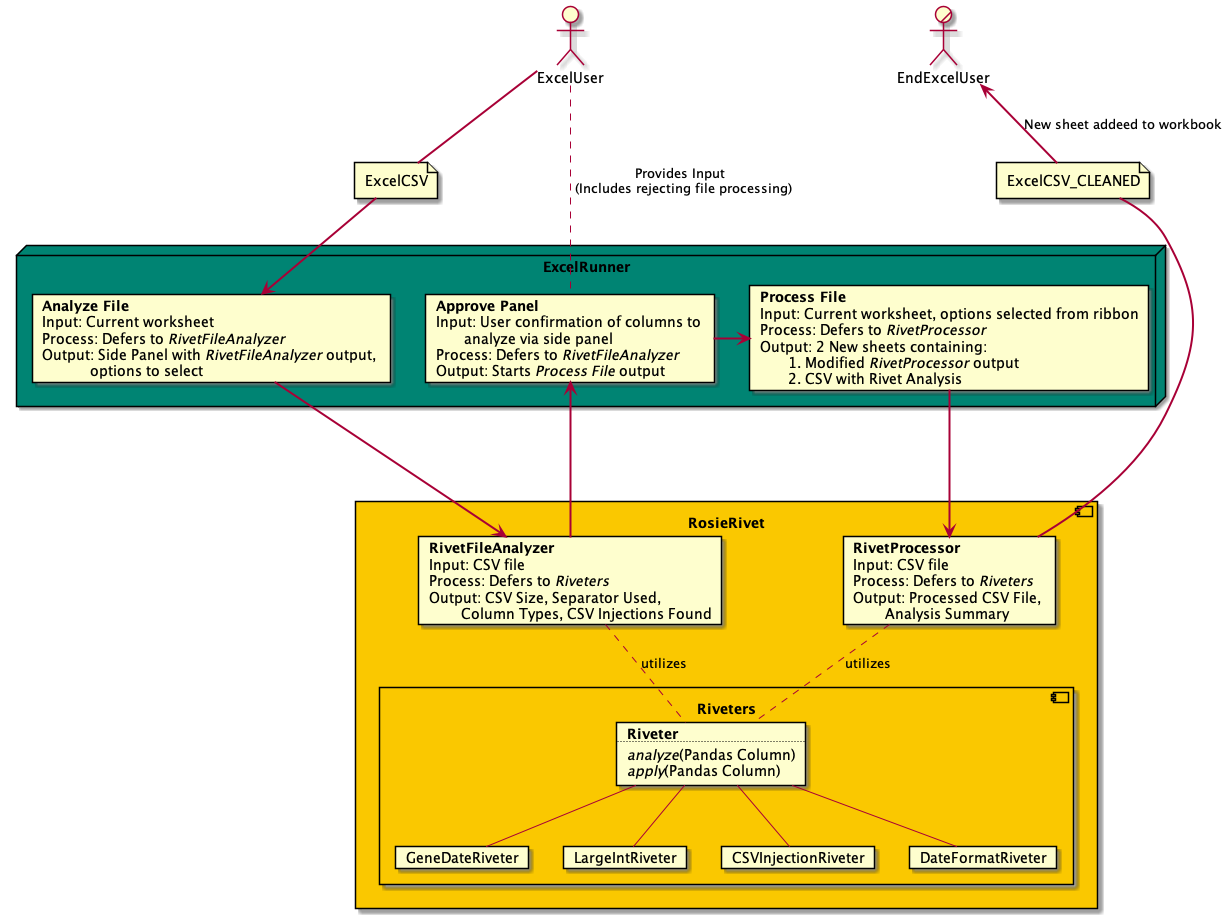 ExcelUser
EndExcelUser
New sheet addeed to workbook
ExcelCSV
Provides Input
(Includes rejecting file processing)
ExcelCSV_CLEANED
ExcelRunner
Analyze File
Input: Current worksheet
Process: Defers to RivetFileAnalyzer
Output: Side Panel with RivetFileAnalyzer output,
options to select
Approve Panel
Input: User confirmation of columns to
analyze via side panel
Process: Defers to RivetFileAnalyzer
Output: Starts Process File output
Process File
Input: Current worksheet, options selected from ribbon
Process: Defers to RivetProcessor
Output: 2 New sheets containing:
1. Modified RivetProcessor output
2. CSV with Rivet Analysis
RosieRivet
RivetFileAnalyzer
Input: CSV file
Process: Defers to Riveters
Output: CSV Size, Separator Used,
Column Types, CSV Injections Found
RivetProcessor
Input: CSV file
Process: Defers to Riveters
Output: Processed CSV File,
Analysis Summary
utilizes
utilizes
Riveters
Riveter
analyze(Pandas Column)
apply(Pandas Column)
GeneDateRiveter
LargeIntRiveter
CSVInjectionRiveter
DateFormatRiveter